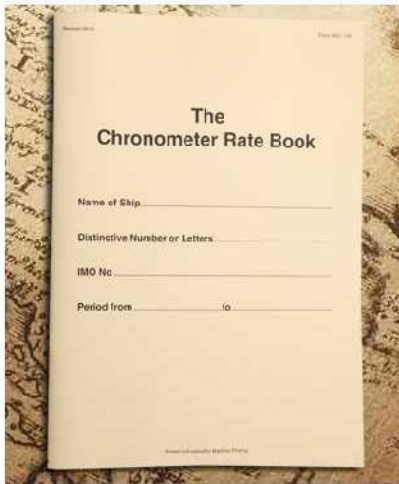 The
Chronometer Rate Book
Name of Ship
Distinctive Number or Letters
IMO No
Period from to